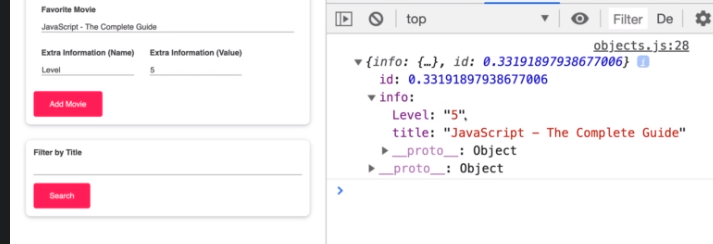 Favorite Movie
JavaScript - The Complete Guide
Extra Information (Name) Extra Information (Value)
Level 5
Add Movie
Filter by Title
Search
top Filter De
objects.js:28
{info: {…}, id: 0.33191897938677006} i
id: 0.33191897938677006
info:
Level: "5"
title: "JavaScript - The Complete Guide"
__proto__: Object
__proto__: Object